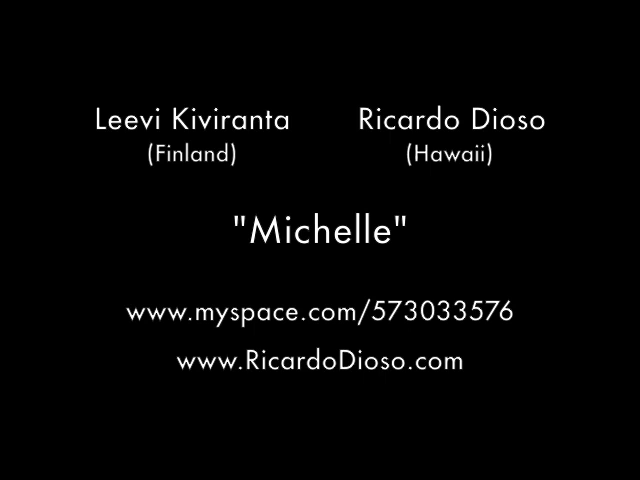 Leevi Kiviranta Ricardo Dioso
(Finland) (Hawaii)
"Michelle"
www.myspace.com/573033576
www.RicardoDioso.com